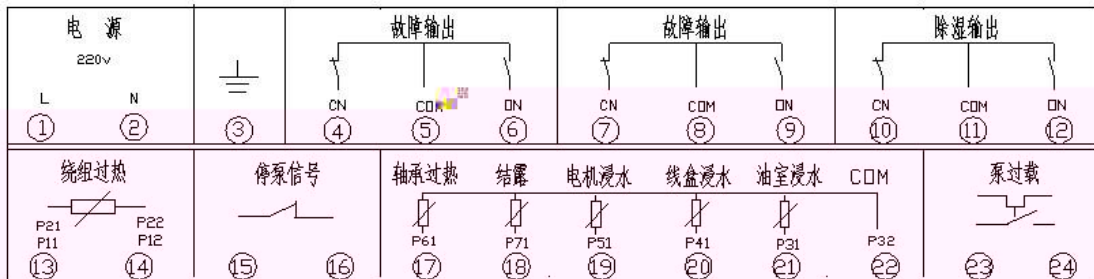 电 源 故障输出 故障输出 除湿输出
220v
L N CN COM ON CN COM ON CN COM ON
① ② ③ ④ ⑤ ⑥ ⑦ ⑧ ⑨ ⑩ ⑪ ⑫
绕组过热 停泵信号 轴承过热 结露 电机浸水 线盒浸水 油室浸水 COM 泵过载
P21 P22
P11 P12 P61 P71 P51 P41 P31 P32
⑬ ⑭ ⑮ ⑯ ⑰ ⑱ ⑲ ⑳ ㉑ ㉒ ㉓ ㉔